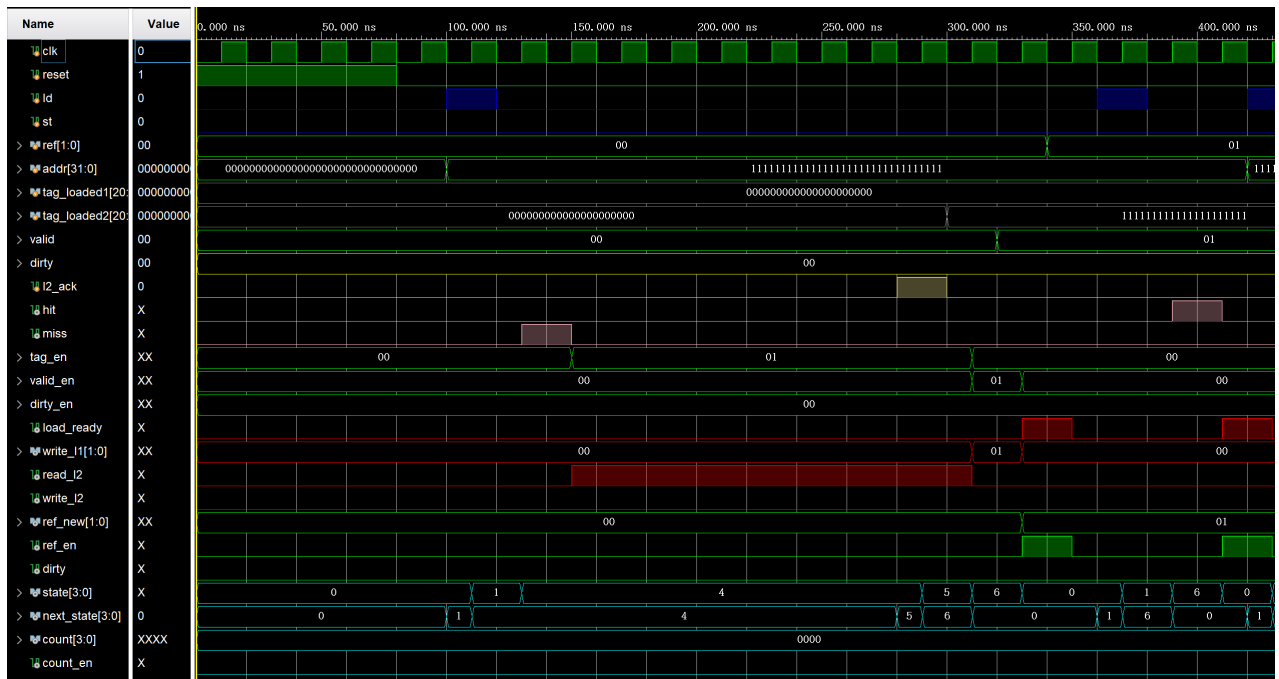 Name Value 0.000 ns 50.000 ns 100.000 ns 150.000 ns 200.000 ns 250.000 ns 300.000 ns 350.000 ns 400.000 ns
clk 0
reset 1
ld 0
st 0
ref[1:0] 00 00 01
addr[31:0] 00000000 00000000000000000000000000000000 11111111111111111111111111111111 1111
tag_loaded1[20: 00000000 000000000000000000000
tag_loaded2[20: 00000000 000000000000000000000 111111111111111111111
valid 00 00 01
dirty 00 00
l2_ack 0
hit X
miss X
tag_en XX 00 01 00
valid_en XX 00 01 00
dirty_en XX 00
load_ready X
write_l1[1:0] XX 00 01 00
read_l2 X
write_l2 X
ref_new[1:0] XX 00 01
ref_en X
dirty X
state[3:0] X 0 1 4 5 6 0 1 6 0
next_state[3:0] 0 0 1 4 5 6 0 1 6 0 1
count[3:0] XXXX 0000
count_en X